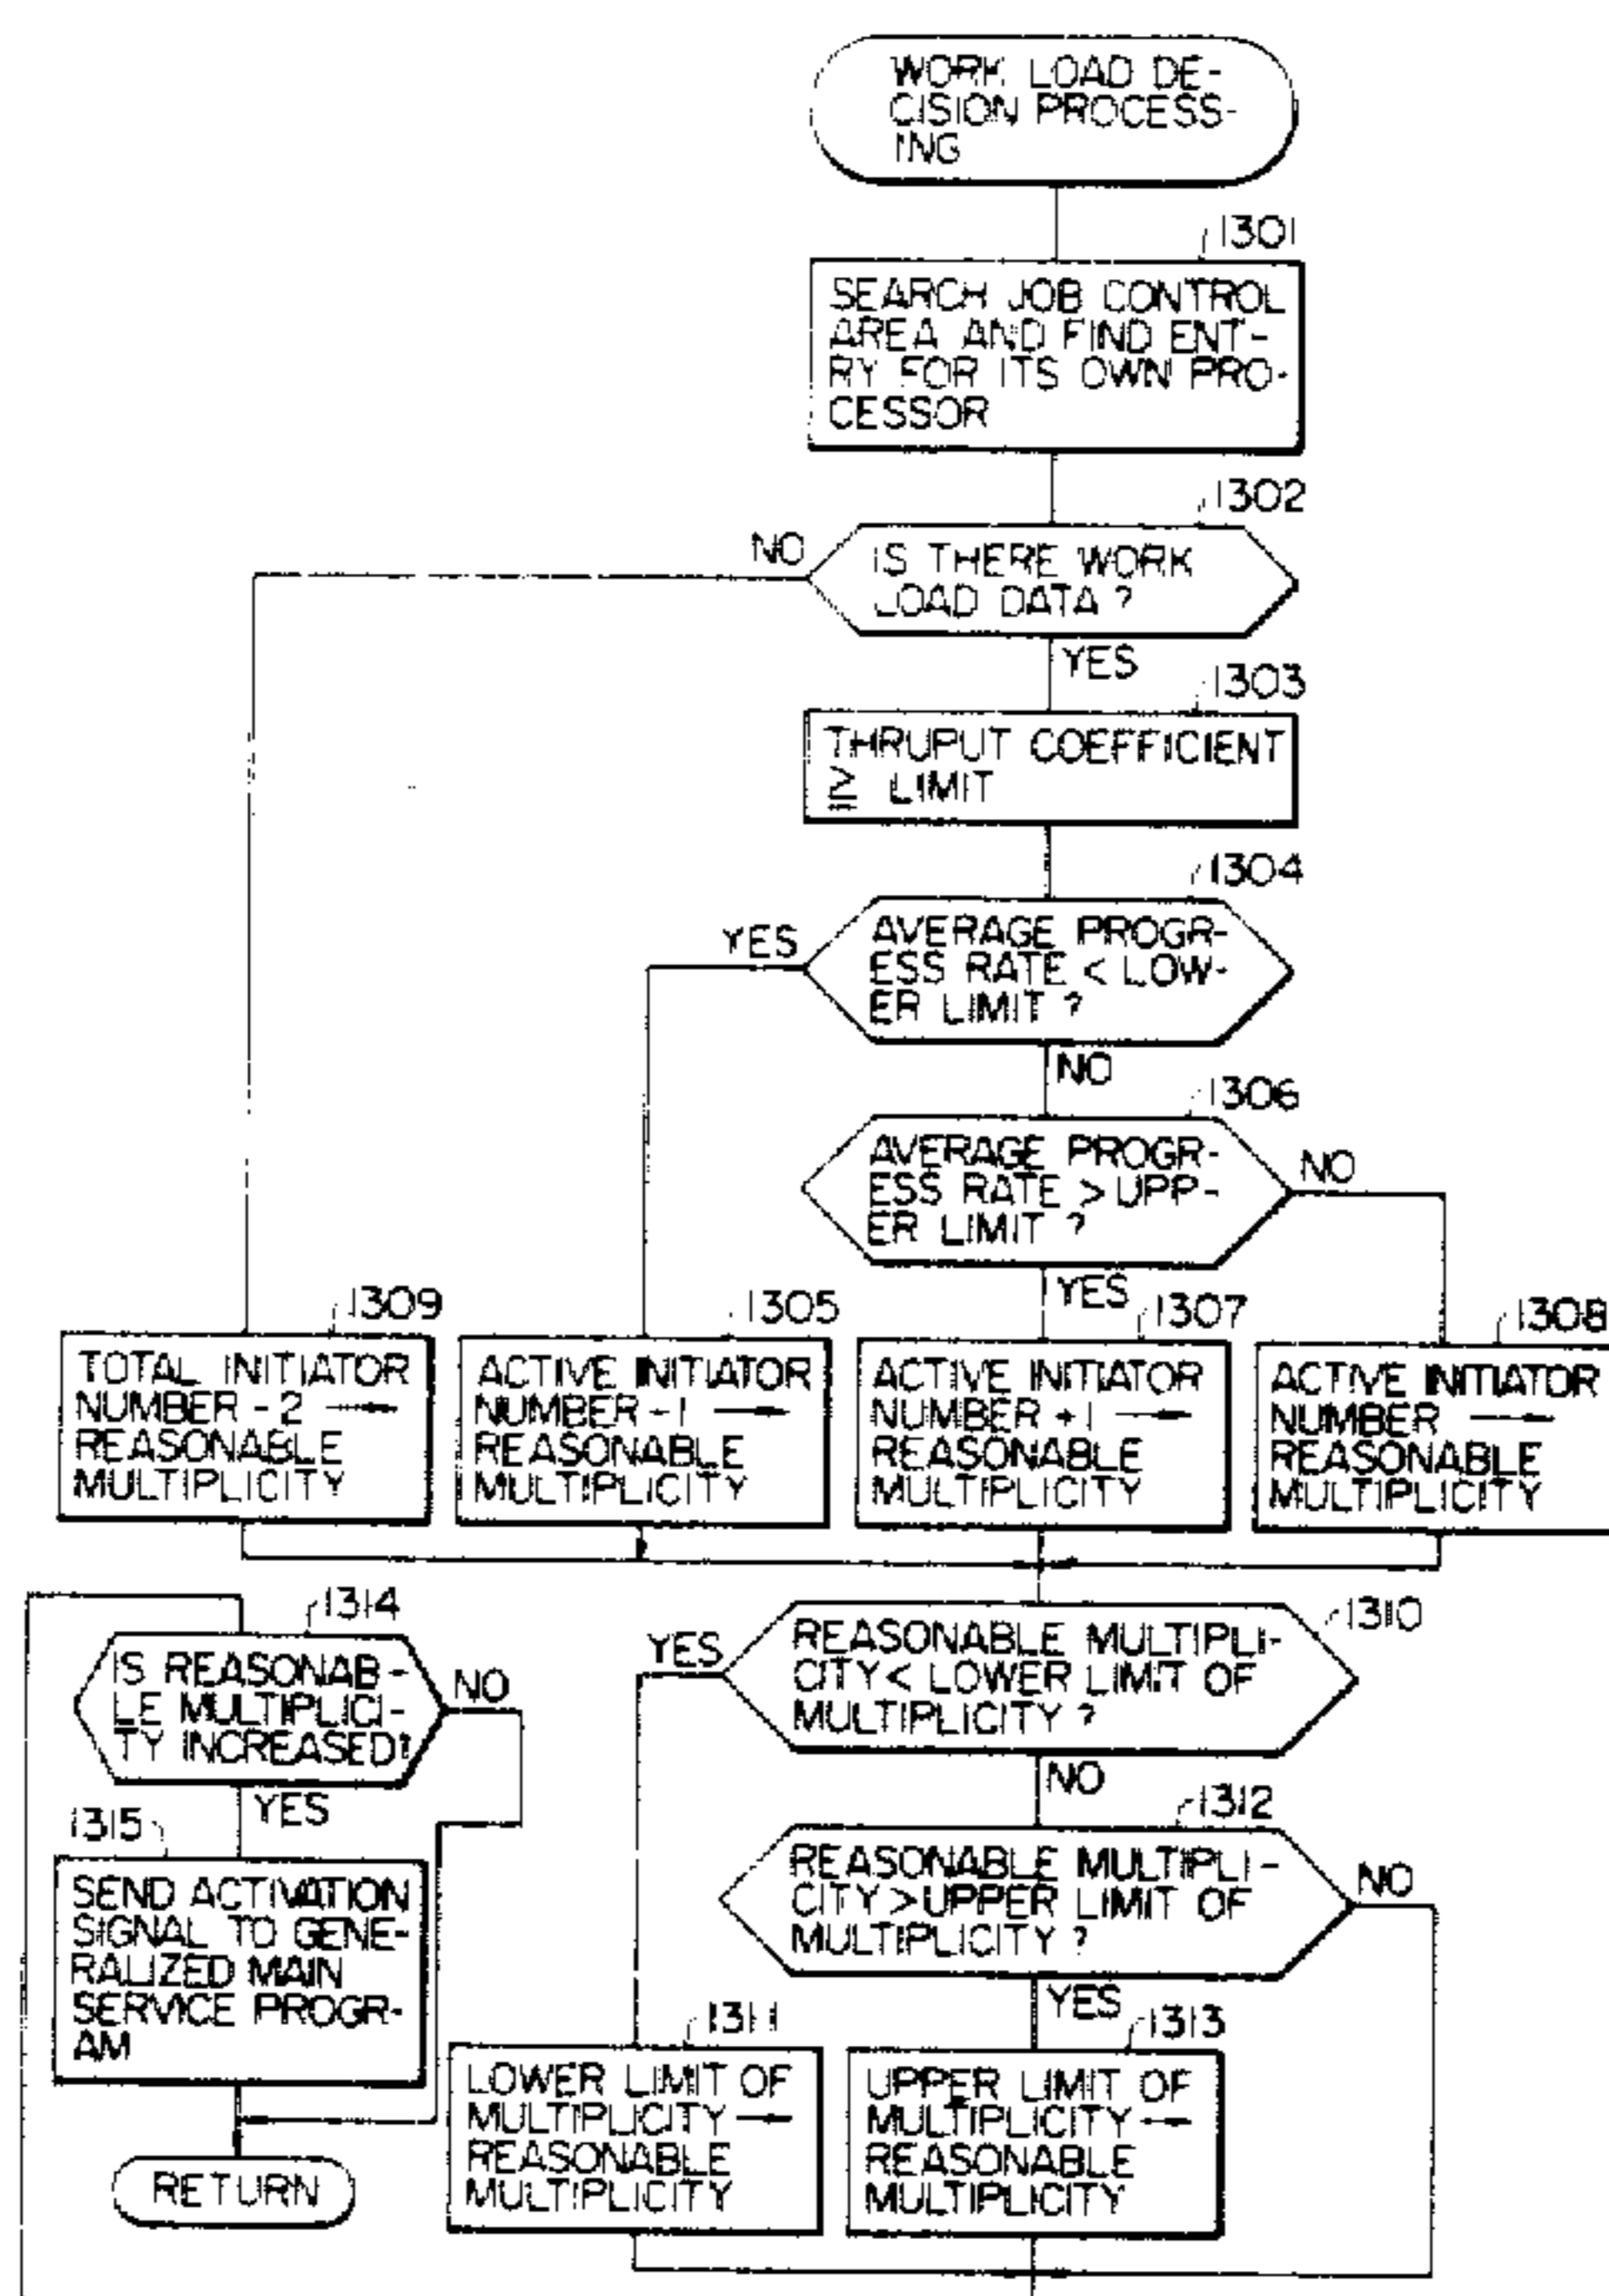 WORK LOAD DE-
CISION PROCESS-
ING
1301
SEARCH JOB CONTROL
AREA AND FIND ENT-
RY FOR ITS OWN PRO-
CESSOR
1302
NO
IS THERE WORK
LOAD DATA ?
YES
1303
THRUPUT COEFFICIENT
≧ LIMIT
1304
YES
AVERAGE PROGR-
ESS RATE < LOW-
ER LIMIT ?
NO
1306
AVERAGE PROGR-
ESS RATE > UPP-
ER LIMIT ?
NO
YES
1309
TOTAL INITIATOR
NUMBER - 2 →
REASONABLE
MULTIPLICITY
1305
ACTIVE INITIATOR
NUMBER - 1 →
REASONABLE
MULTIPLICITY
1307
ACTIVE INITIATOR
NUMBER + 1 →
REASONABLE
MULTIPLICITY
1308
ACTIVE INITIATOR
NUMBER →
REASONABLE
MULTIPLICITY
1310
YES
REASONABLE MULTIPLI-
CITY < LOWER LIMIT OF
MULTIPLICITY ?
NO
1312
REASONABLE MULTIPLI-
CITY > UPPER LIMIT OF
MULTIPLICITY ?
NO
YES
1311
LOWER LIMIT OF
MULTIPLICITY →
REASONABLE
MULTIPLICITY
1313
UPPER LIMIT OF
MULTIPLICITY →
REASONABLE
MULTIPLICITY
1314
IS REASONAB-
LE MULTIPLICI-
TY INCREASED?
NO
YES
1315
SEND ACTIVATION
SIGNAL TO GENE-
RALIZED MAIN
SERVICE PROGR-
AM
RETURN